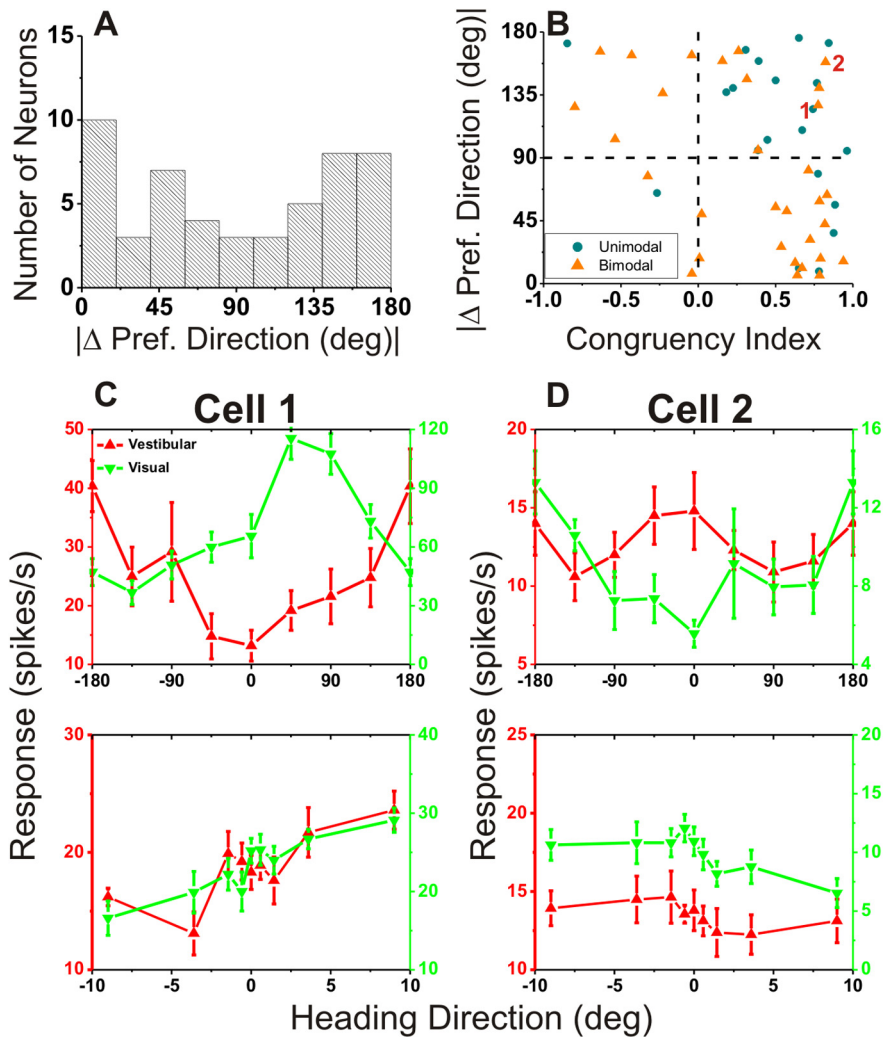 A
Number of Neurons
15
10
5
0
0 45 90 135 180
|Δ Pref. Direction (deg)|
B
|Δ Pref. Direction (deg)|
180
135
90
45
0
2
1
Unimodal
Bimodal
-1.0 -0.5 0.0 0.5 1.0
Congruency Index
C
Cell 1
Vestibular
Visual
50
40
30
20
10
120
90
60
30
0
-180 -90 0 90 180
D
Cell 2
20
15
10
5
16
12
8
4
-180 -90 0 90 180
Response (spikes/s)
Response (spikes/s)
30
20
10
40
30
20
10
-10 -5 0 5 10
25
20
15
10
20
15
10
5
0
-10 -5 0 5 10
Heading Direction (deg)